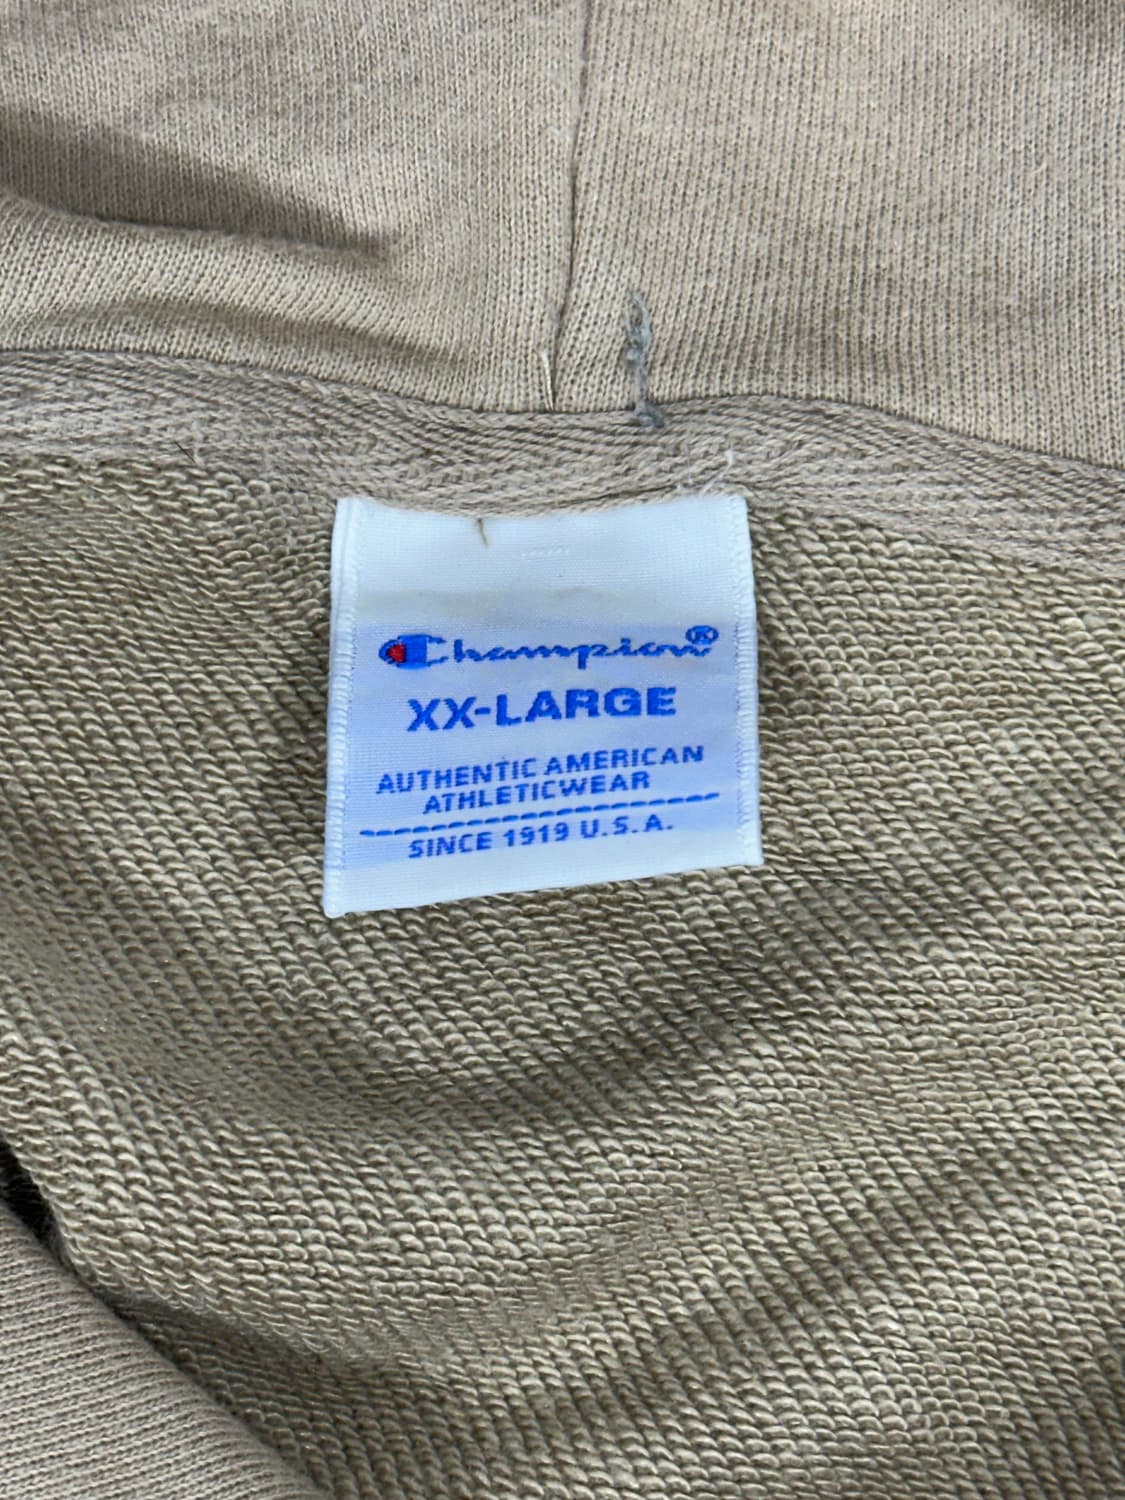 Champion®
XX-LARGE
AUTHENTIC AMERICAN
ATHLETICWEAR
SINCE 1919 U.S.A.